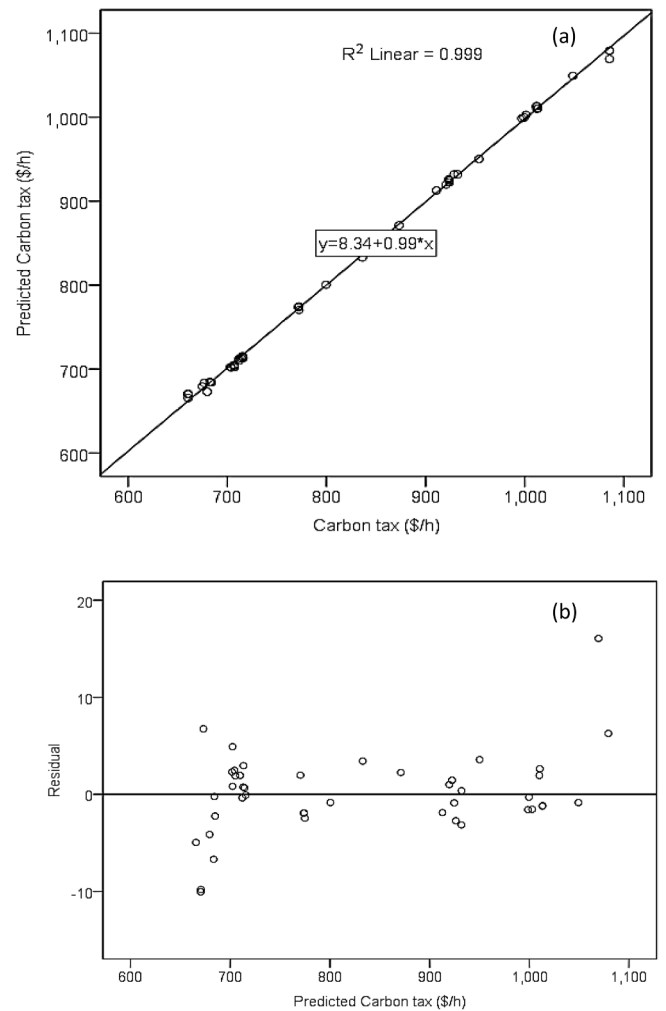 (a)
R² Linear = 0.999
1,100
1,000
900
800
700
600
y=8.34+0.99*x
Predicted Carbon tax ($/h)
600 700 800 900 1,000 1,100
Carbon tax ($/h)
(b)
20
10
0
-10
Residual
600 700 800 900 1,000 1,100
Predicted Carbon tax ($/h)